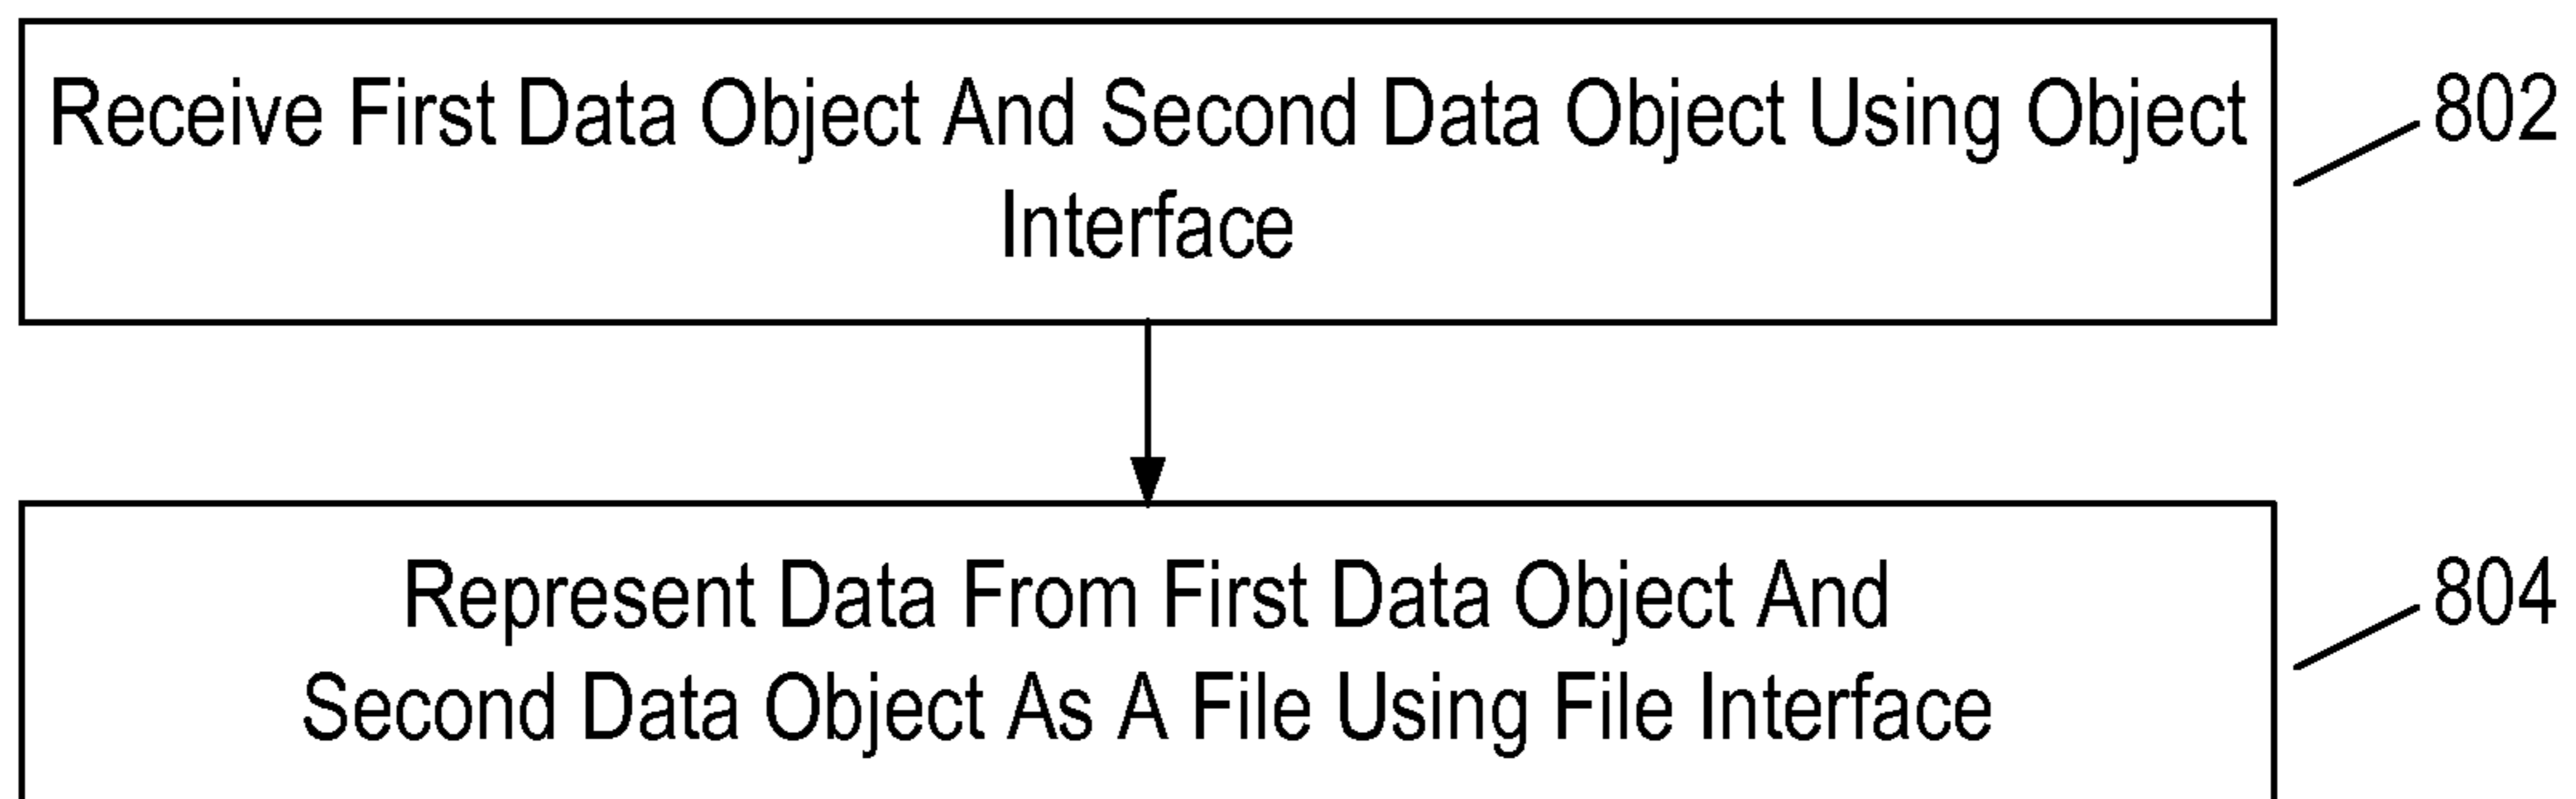 Receive First Data Object And Second Data Object Using Object
Interface
802
Represent Data From First Data Object And
Second Data Object As A File Using File Interface
804